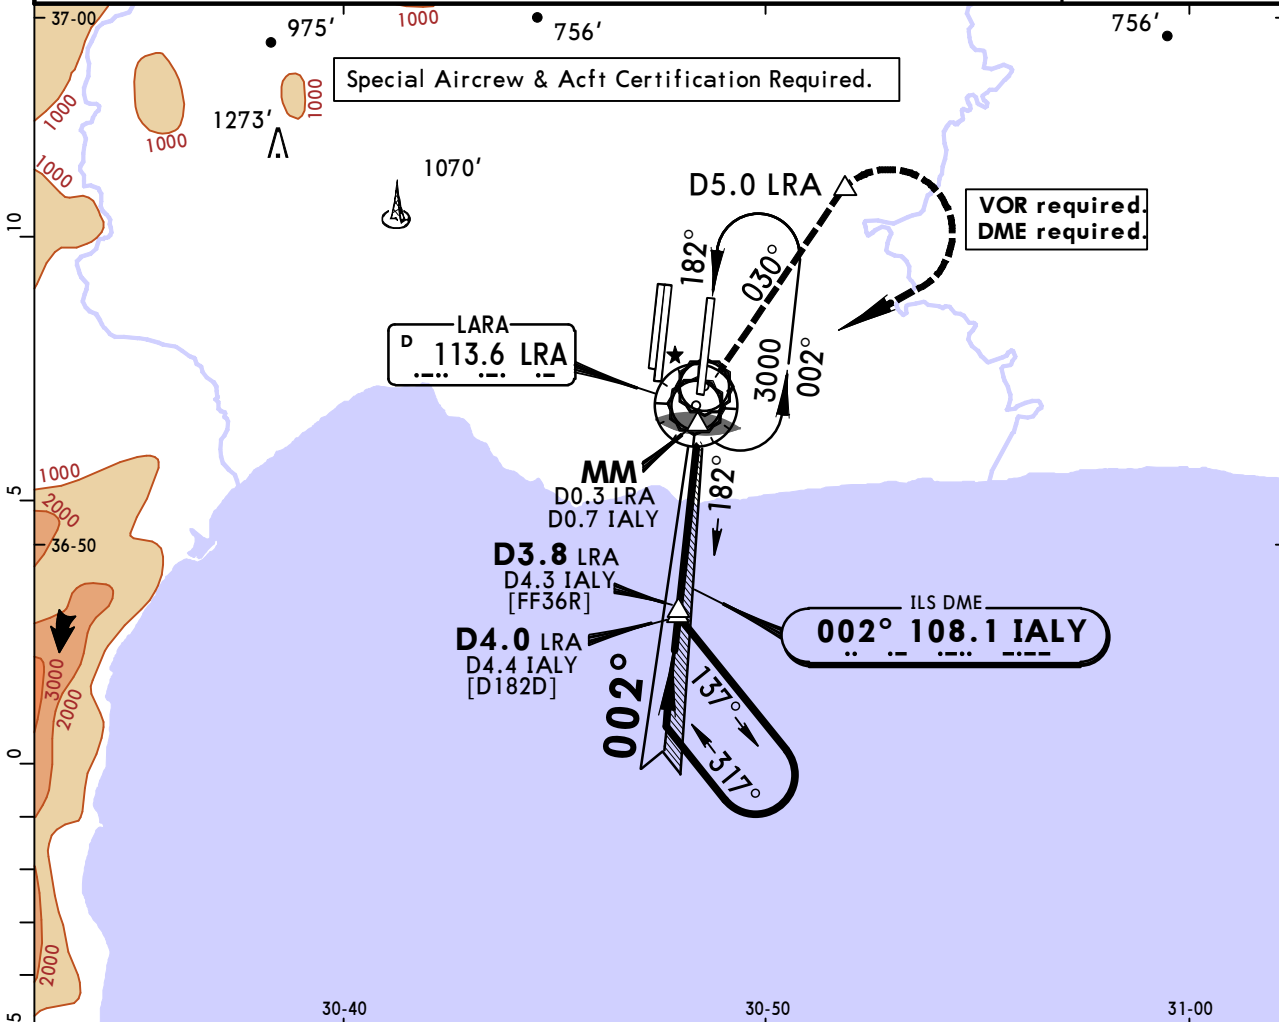 37-00
975′
1000
756′
756′
Special Aircrew & Acft Certification Required.
1000
1000
1000
1273′
1000
1070′
D5.0 LRA
VOR required.
DME required.
10
182°
030°
LARA
D 113.6 LRA
3000
002°
MM
D0.3 LRA
D0.7 IALY
182°
1000
2000
5
36-50
D3.8 LRA
D4.3 IALY
[FF36R]
D4.0 LRA
D4.4 IALY
[D182D]
ILS DME
002° 108.1 IALY
002°
137°
317°
3000
2000
0
2000
5
30-40
30-50
31-00